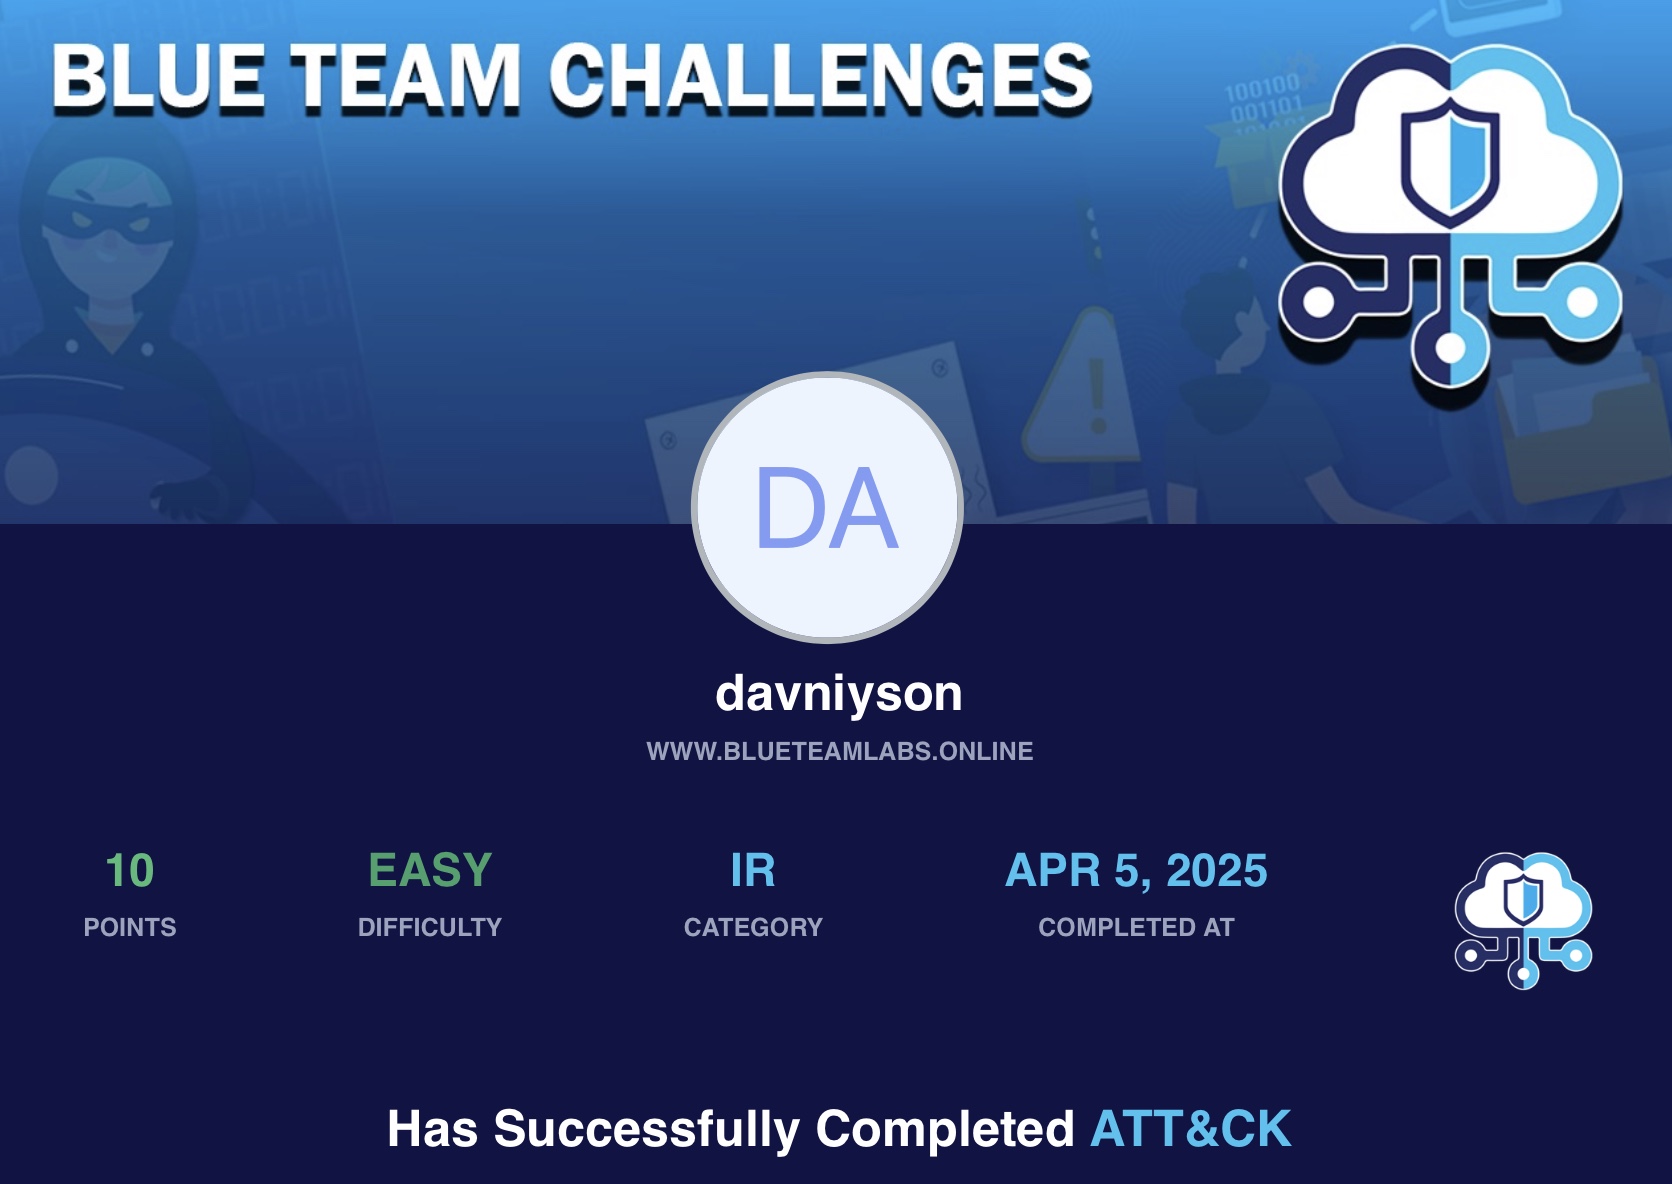 BLUE TEAM CHALLENGES
100100
001101
DA
davniyson
WWW.BLUETEAMLABS.ONLINE
10
POINTS
EASY
DIFFICULTY
IR
CATEGORY
APR 5, 2025
COMPLETED AT
Has Successfully Completed ATT&CK